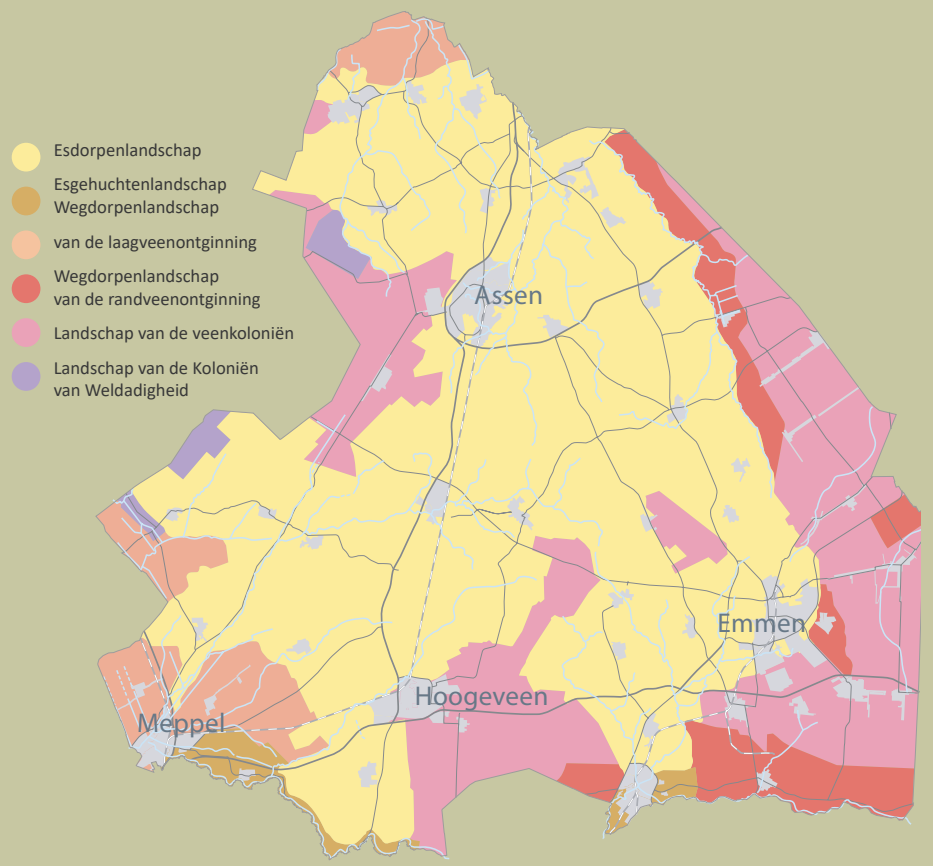 Esdorpenlandschap
Esgehuchtenlandschap
Wegdorpenlandschap
van de laagveenontginning
Wegdorpenlandschap
van de randveenontginning
Landschap van de veenkoloniën
Landschap van de Koloniën
van Weldadigheid
Assen
Emmen
Hoogeveen
Meppel